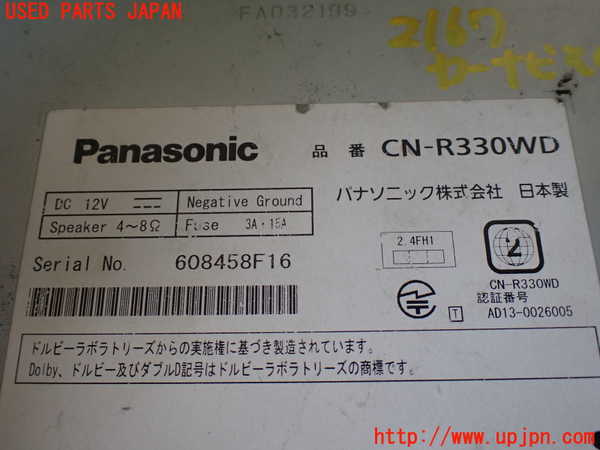 USED PARTS JAPAN
FA032199
2167
カーナビ
Panasonic
品番 CN-R330WD
DC 12V
Negative Ground
パナソニック株式会社 日本製
Speaker 4～8Ω
Fuse 3A・15A
2.4FH1
Serial No. 608458F16
CN-R330WD
認証番号
T AD13-0026005
ドルビーラボラトリーズからの実施権に基づき製造されています。
Dolby、ドルビー及びダブルD記号はドルビーラボラトリーズの商標です。
http://www.upjpn.com/